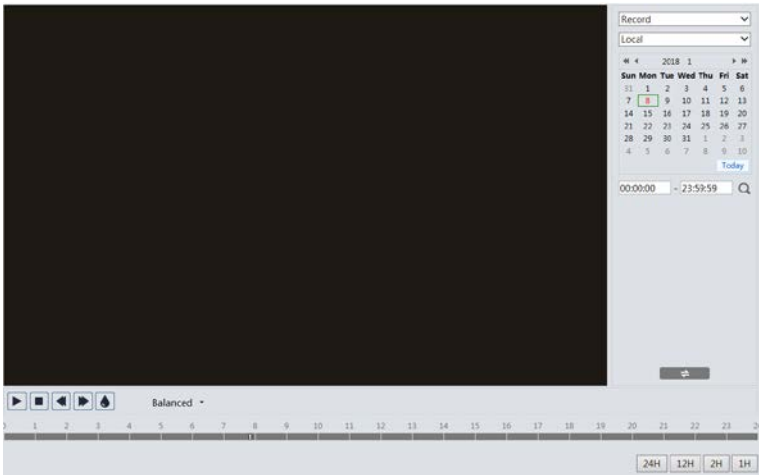 Record
Local
2018 1
Sun Mon Tue Wed Thu Fri Sat
31 1 2 3 4 5 6
7 8 9 10 11 12 13
14 15 16 17 18 19 20
21 22 23 24 25 26 27
28 29 30 31 1 2 3
4 5 6 7 8 9 10
Today
00:00:00 - 23:59:59
Balanced
1 2 3 4 5 6 7 8 9 10 11 12 13 14 15 16 17 18 19 20 21 22 23
24H 12H 2H 1H